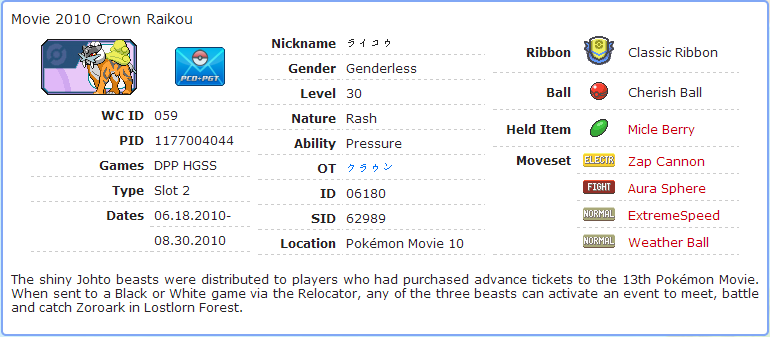 Movie 2010 Crown Raikou
PCD+PGT
WC ID 059
PID 1177004044
Games DPP HGSS
Type Slot 2
Dates 06.18.2010-
08.30.2010
Nickname ライコウ
Gender Genderless
Level 30
Nature Rash
Ability Pressure
OT クラウン
ID 06180
SID 62989
Location Pokémon Movie 10
Ribbon Classic Ribbon
Ball Cherish Ball
Held Item Micle Berry
Moveset ELECTR Zap Cannon
FIGHT Aura Sphere
NORMAL ExtremeSpeed
NORMAL Weather Ball
The shiny Johto beasts were distributed to players who had purchased advance tickets to the 13th Pokémon Movie.
When sent to a Black or White game via the Relocator, any of the three beasts can activate an event to meet, battle
and catch Zoroark in Lostlorn Forest.